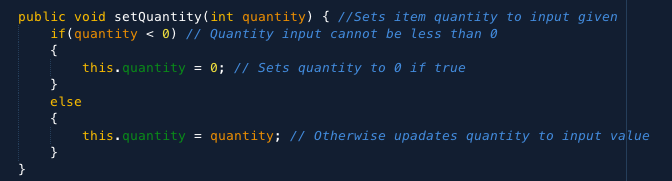 public void setQuantity(int quantity) { //Sets item quantity to input given
if(quantity < 0) // Quantity input cannot be less than 0
{
this.quantity = 0; // Sets quantity to 0 if true
}
else
{
this.quantity = quantity; // Otherwise upadates quantity to input value
}
}